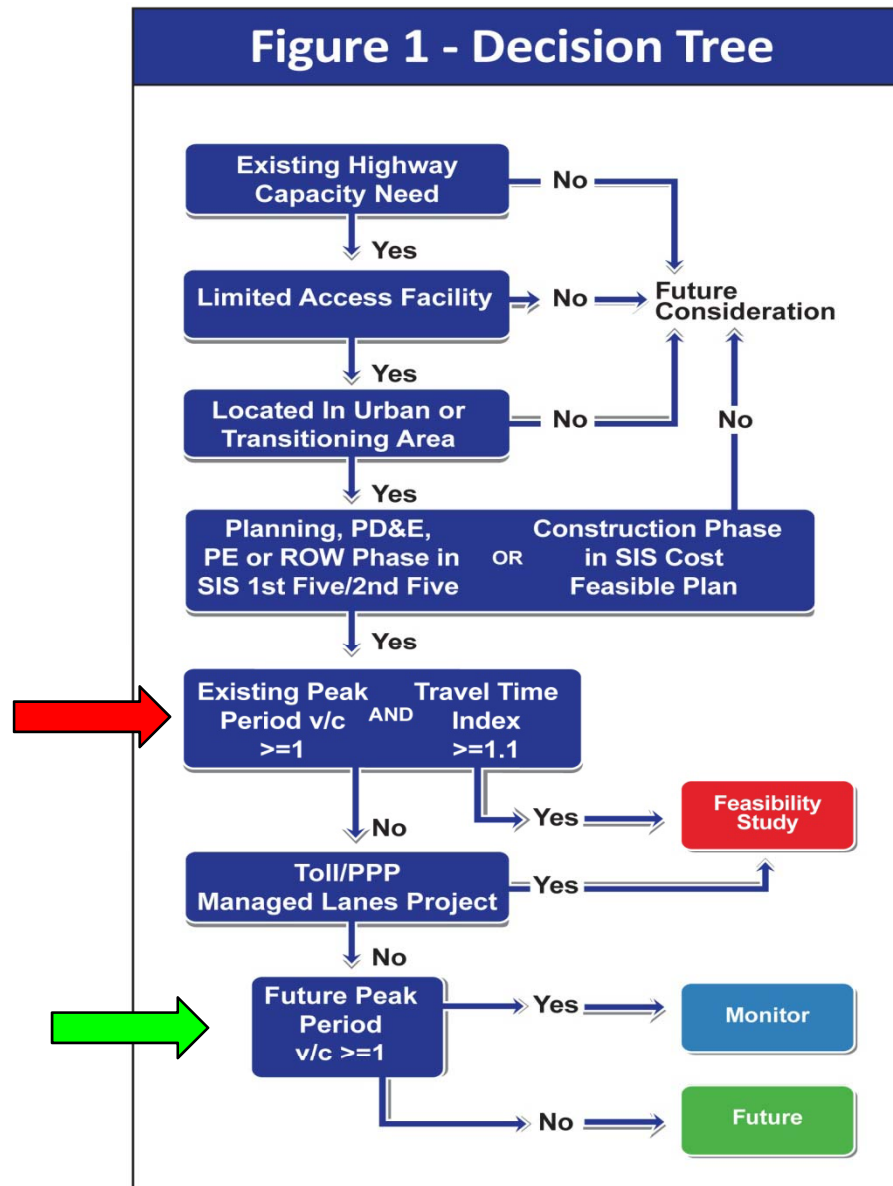 Figure 1 - Decision Tree
Existing Highway
Capacity Need
No
Yes
Limited Access Facility
No
Future
Consideration
Yes
Located In Urban or
Transitioning Area
No
No
Yes
Planning, PD&E,
PE or ROW Phase in
SIS 1st Five/2nd Five
OR
Construction Phase
in SIS Cost
Feasible Plan
Yes
Existing Peak
Period v/c
>=1
AND
Travel Time
Index
>=1.1
Yes
Feasibility
Study
No
Toll/PPP
Managed Lanes Project
Yes
No
Future Peak
Period
v/c >=1
Yes
Monitor
No
Future